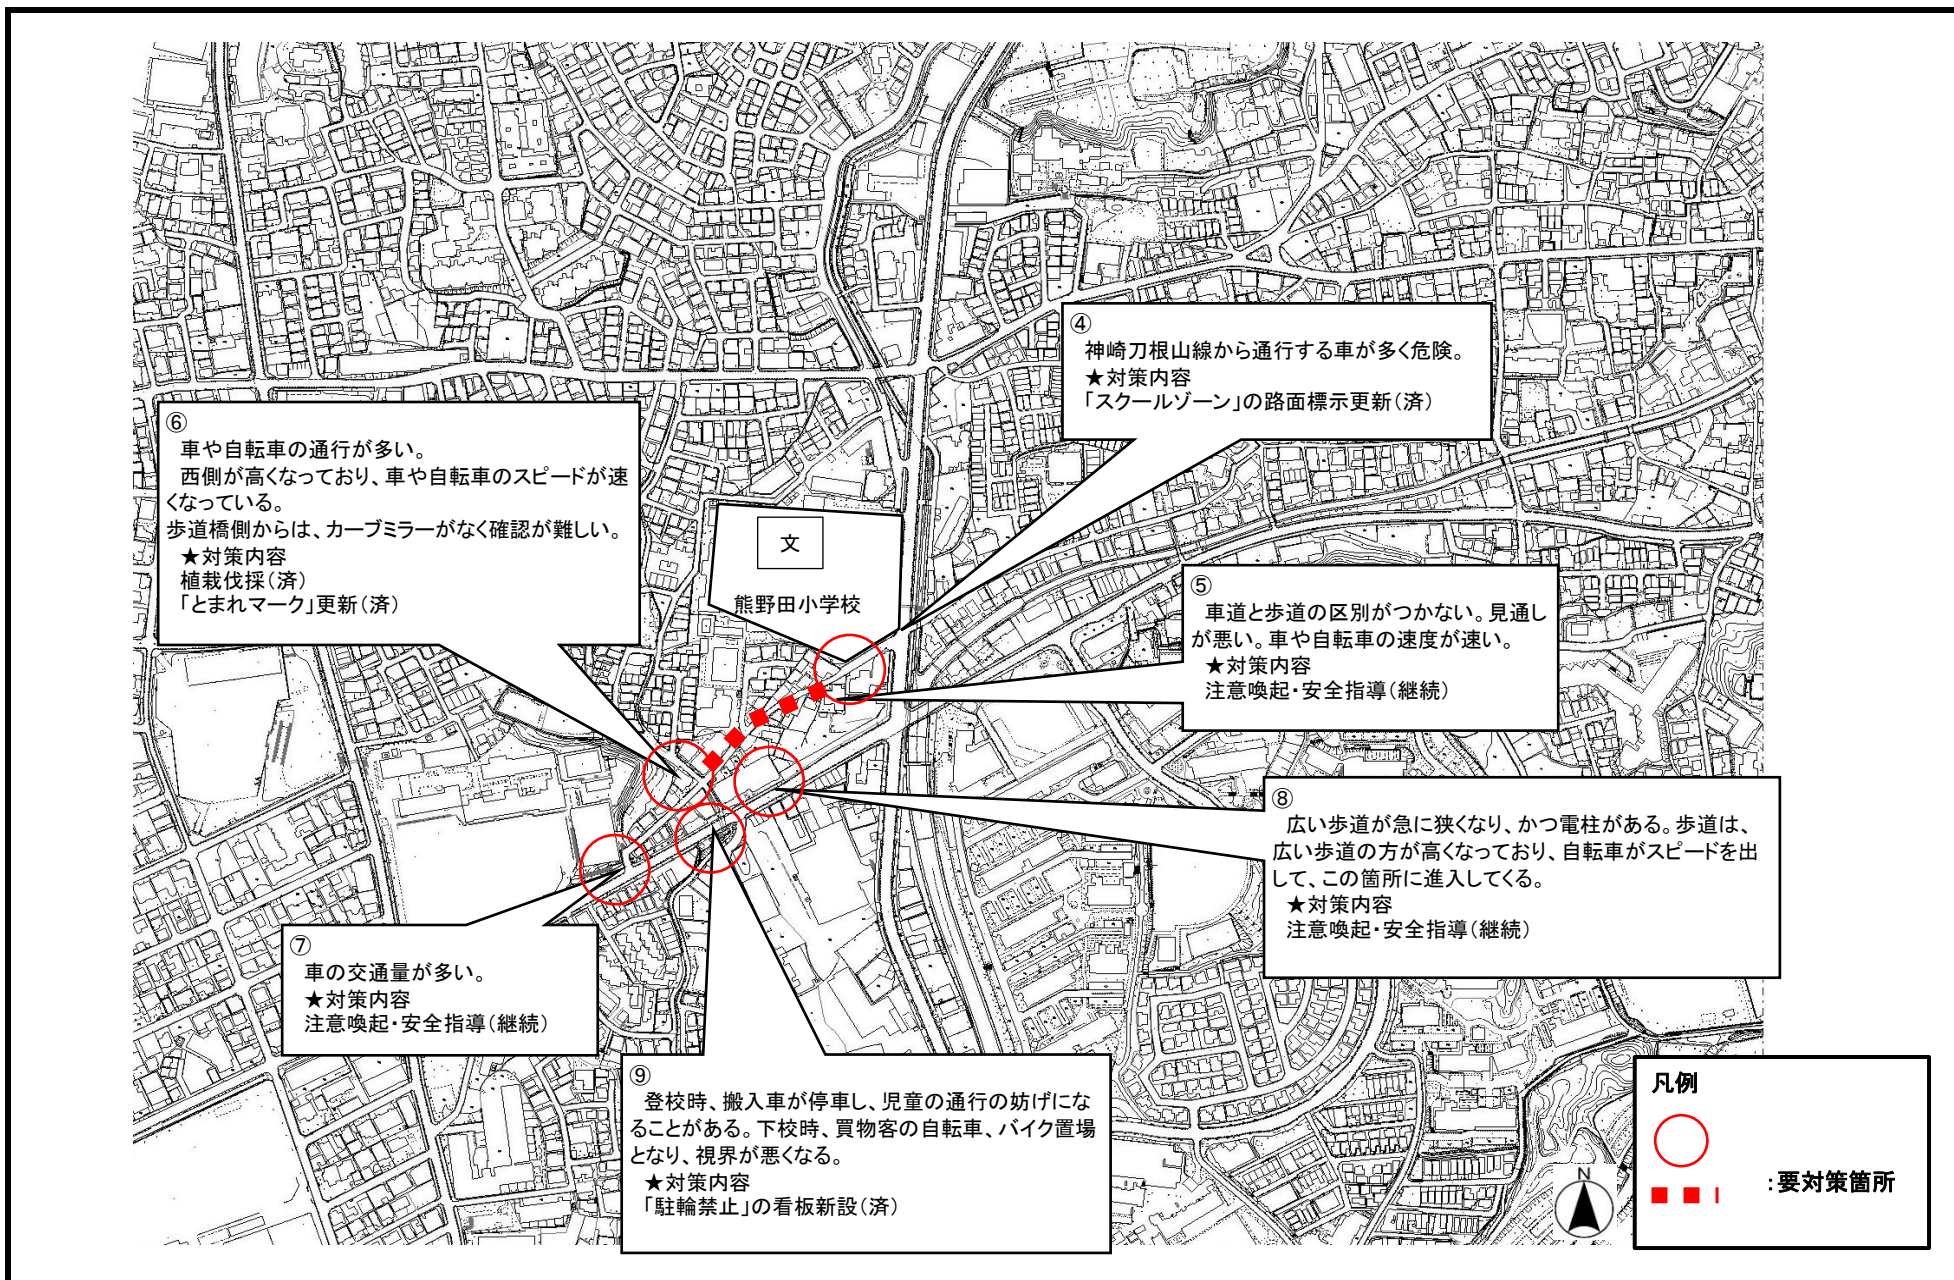 ④
神崎刀根山線から通行する車が多く危険。
★対策内容
「スクールゾーン」の路面標示更新(済)
⑥
車や自転車の通行が多い。
西側が高くなっており、車や自転車のスピードが速
くなっている。
歩道橋側からは、カーブミラーがなく確認が難しい。
★対策内容
植栽伐採(済)
「とまれマーク」更新(済)
文
熊野田小学校
⑤
車道と歩道の区別がつかない。見通し
が悪い。車や自転車の速度が速い。
★対策内容
注意喚起・安全指導(継続)
⑧
広い歩道が急に狭くなり、かつ電柱がある。歩道は、
広い歩道の方が高くなっており、自転車がスピードを出
して、この箇所に進入してくる。
★対策内容
注意喚起・安全指導(継続)
⑦
車の交通量が多い。
★対策内容
注意喚起・安全指導(継続)
⑨
登校時、搬入車が停車し、児童の通行の妨げにな
ることがある。下校時、買物客の自転車、バイク置場
となり、視界が悪くなる。
★対策内容
「駐輪禁止」の看板新設(済)
凡例
:要対策箇所
N